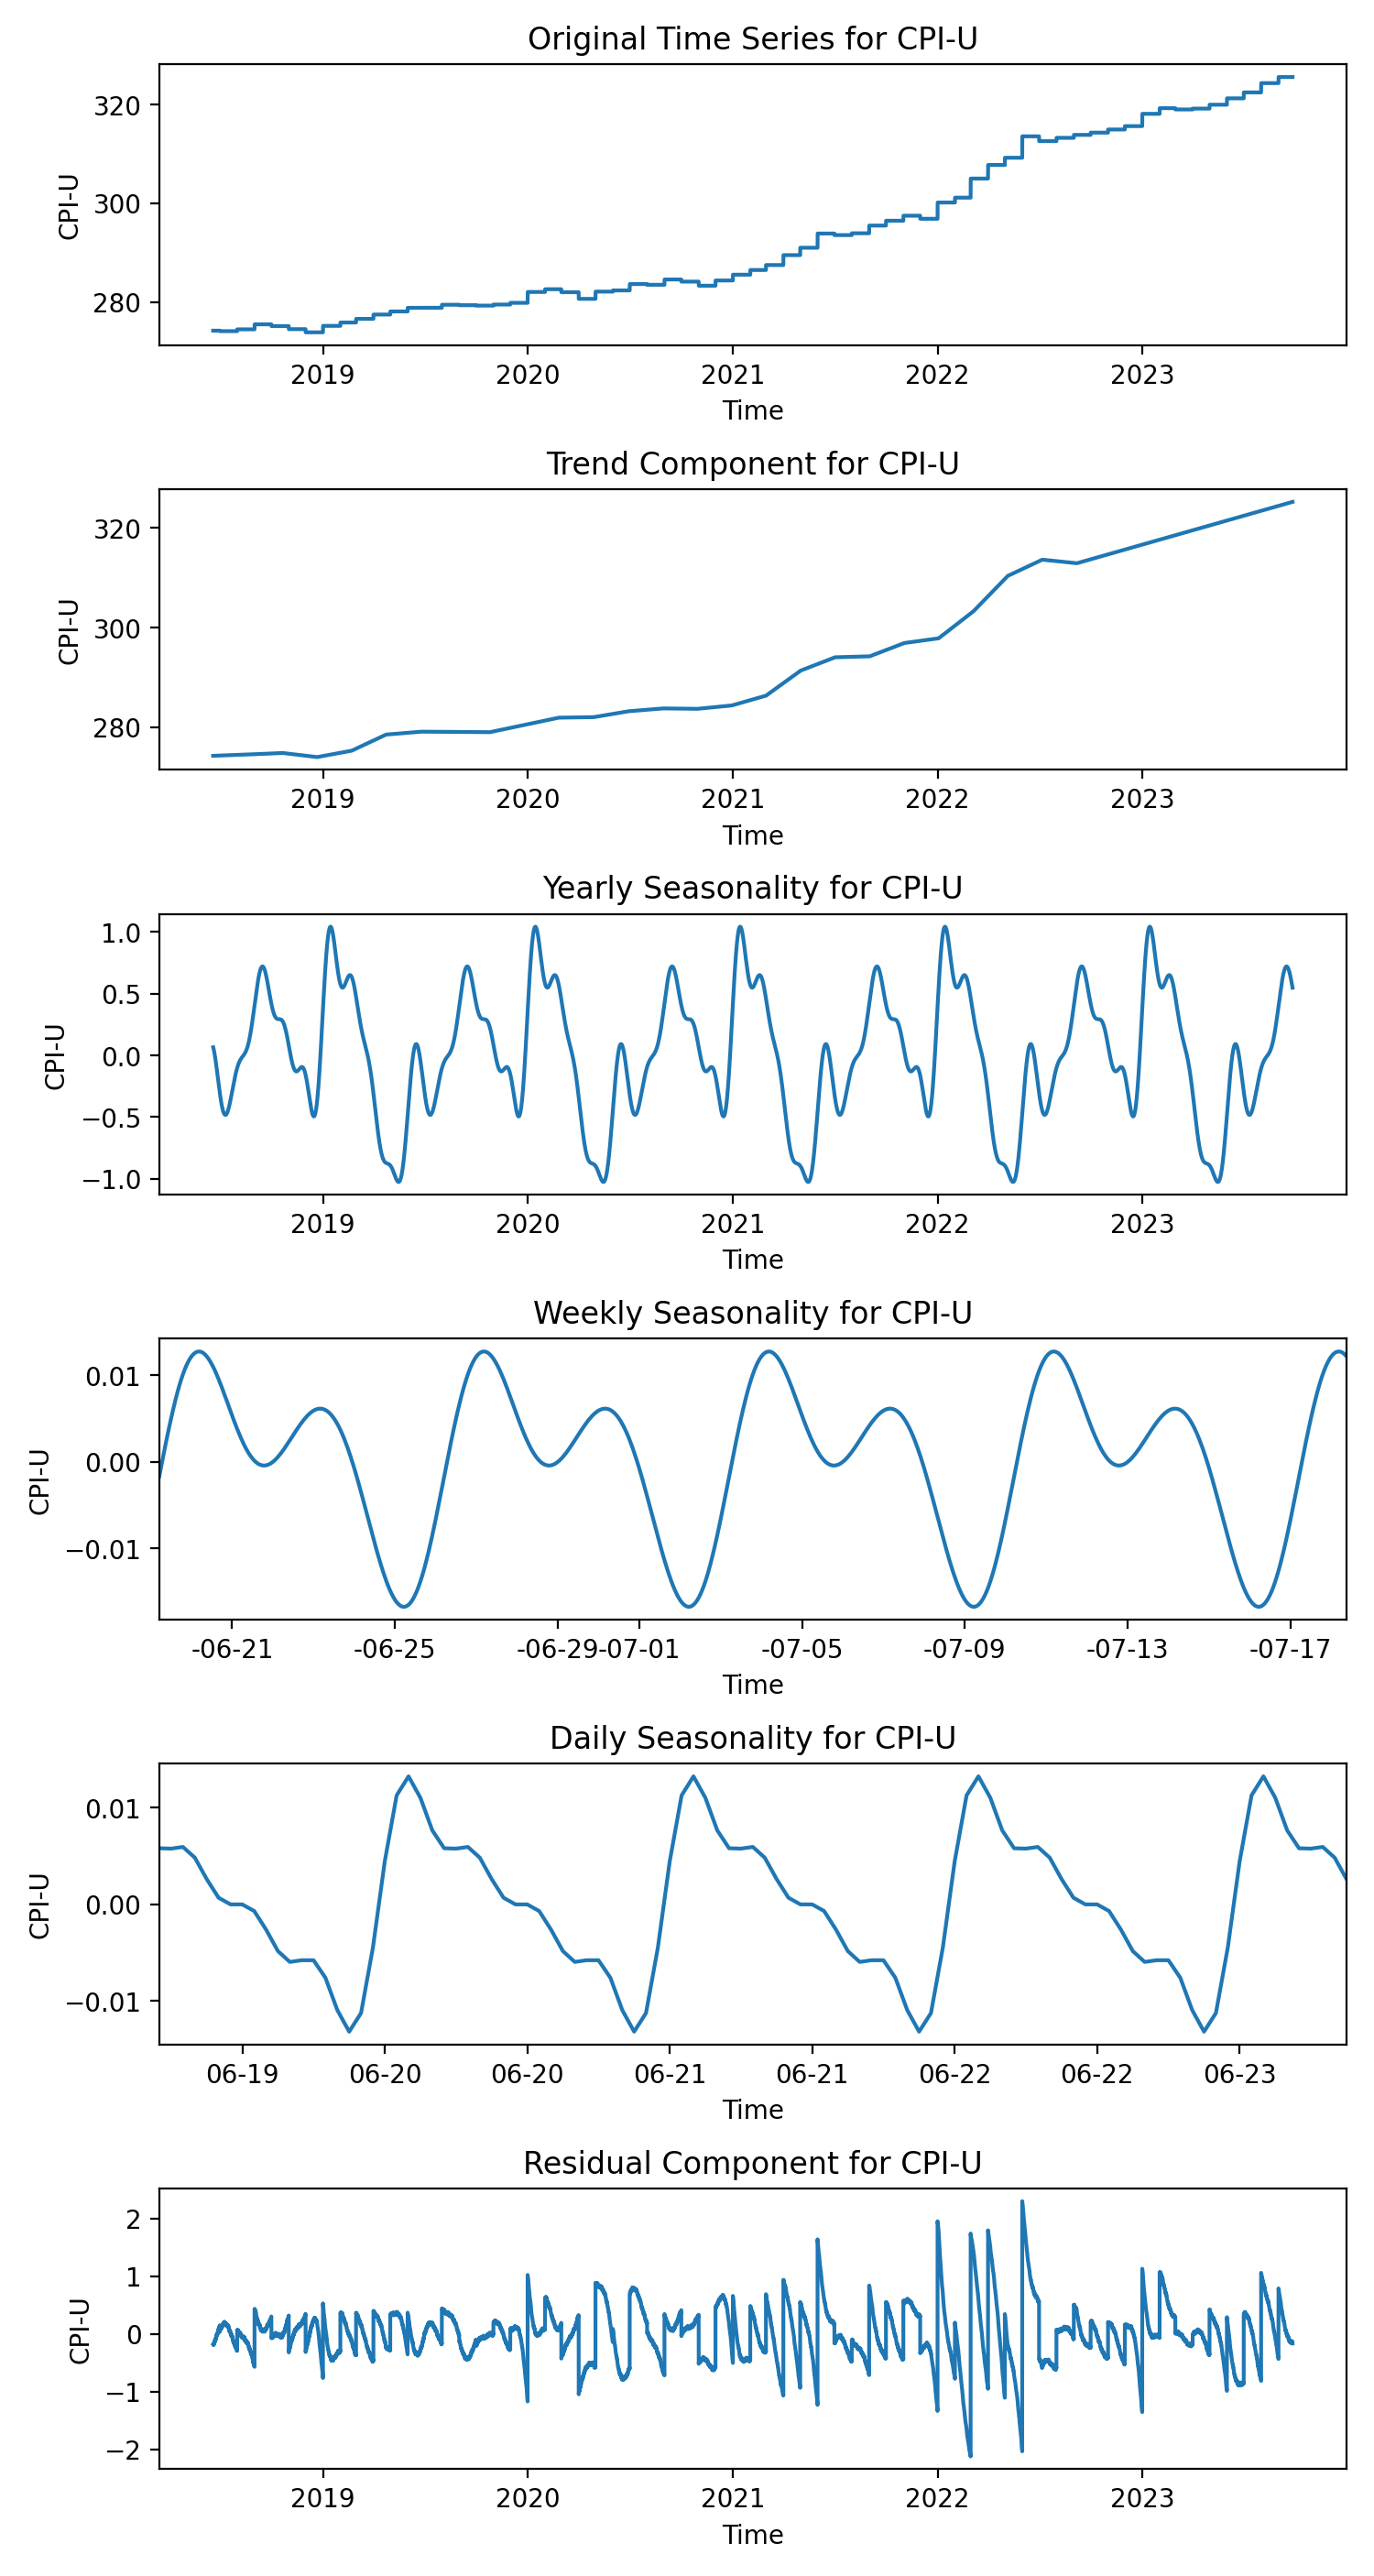 Original Time Series for CPI-U
CPI-U
320
300
280
2019 2020 2021 2022 2023
Time
Trend Component for CPI-U
CPI-U
320
300
280
2019 2020 2021 2022 2023
Time
Yearly Seasonality for CPI-U
CPI-U
1.0
0.5
0.0
−0.5
−1.0
2019 2020 2021 2022 2023
Time
Weekly Seasonality for CPI-U
CPI-U
0.01
0.00
−0.01
-06-21 -06-25 -06-29-07-01 -07-05 -07-09 -07-13 -07-17
Time
Daily Seasonality for CPI-U
CPI-U
0.01
0.00
−0.01
06-19 06-20 06-20 06-21 06-21 06-22 06-22 06-23
Time
Residual Component for CPI-U
CPI-U
2
1
0
−1
−2
2019 2020 2021 2022 2023
Time